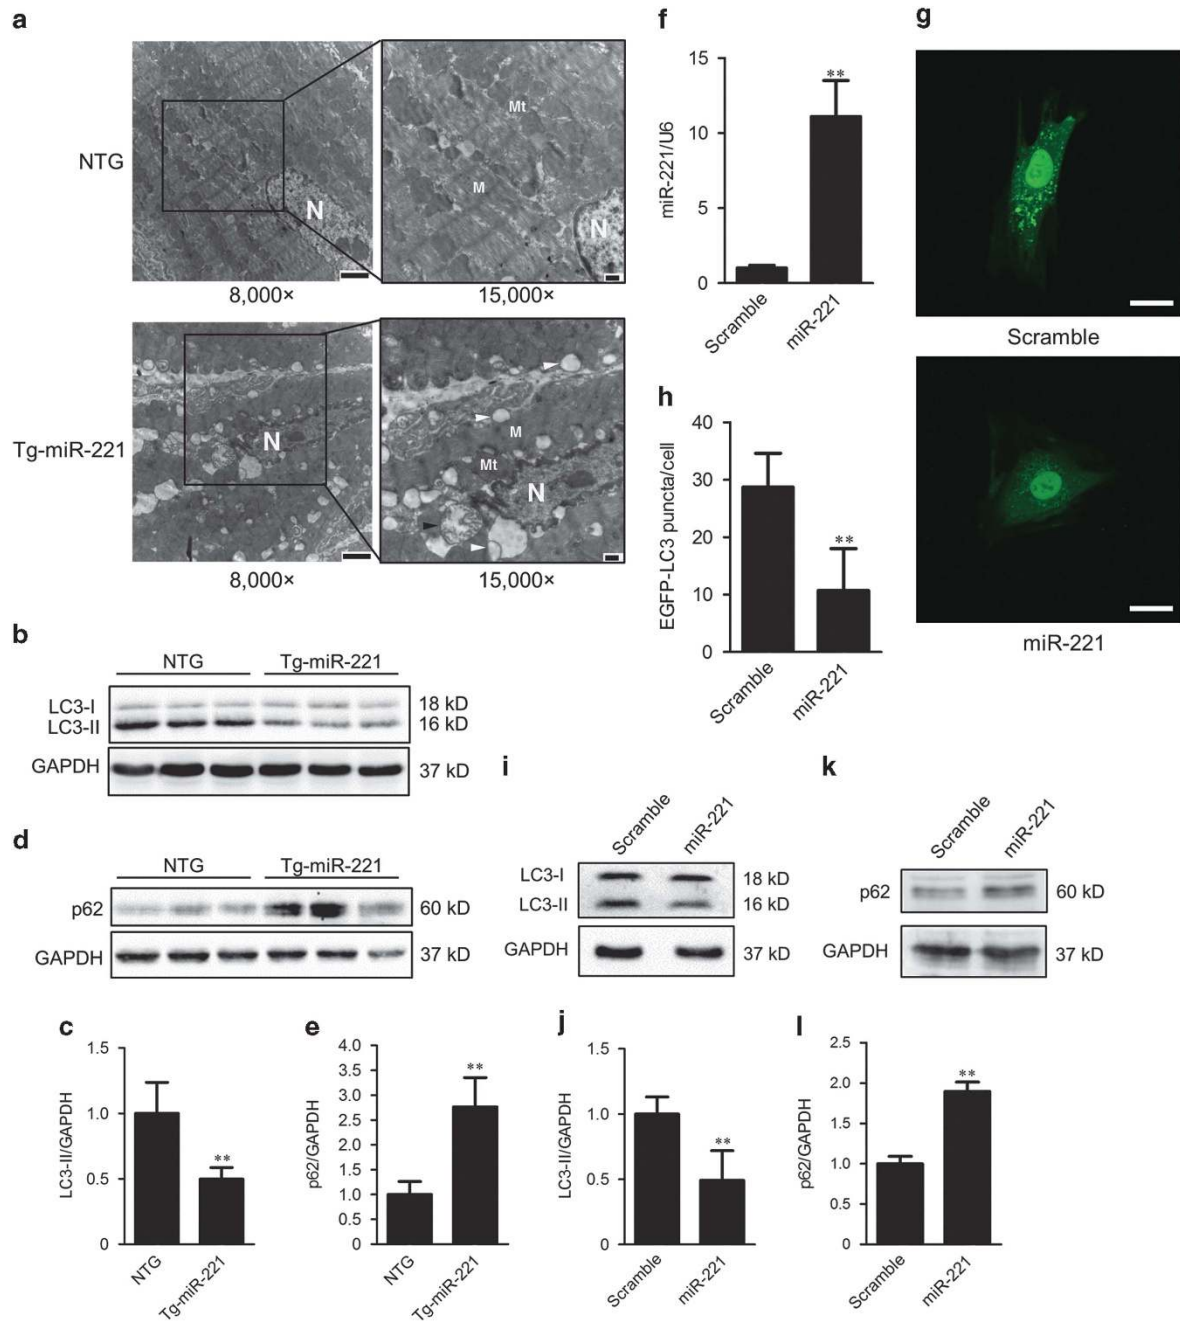 a
NTG
N
Mt
M
N
8,000×
15,000×
Tg-miR-221
N
M
Mt
N
8,000×
15,000×
b
NTG
Tg-miR-221
LC3-I
18 kD
LC3-II
16 kD
GAPDH
37 kD
d
NTG
Tg-miR-221
p62
60 kD
GAPDH
37 kD
c
LC3-II/GAPDH
1.5
1.0
0.5
0
**
NTG
Tg-miR-221
e
p62/GAPDH
4.0
3.5
3.0
2.5
2.0
1.5
1.0
0.5
0
**
NTG
Tg-miR-221
f
miR-221/U6
15
10
5
0
**
Scramble
miR-221
g
Scramble
miR-221
h
EGFP-LC3 puncta/cell
40
30
20
10
0
**
Scramble
miR-221
i
Scramble
miR-221
LC3-I
18 kD
LC3-II
16 kD
GAPDH
37 kD
k
Scramble
miR-221
p62
60 kD
GAPDH
37 kD
j
LC3-II/GAPDH
1.5
1.0
0.5
0
**
Scramble
miR-221
l
p62/GAPDH
2.5
2.0
1.5
1.0
0.5
0
**
Scramble
miR-221